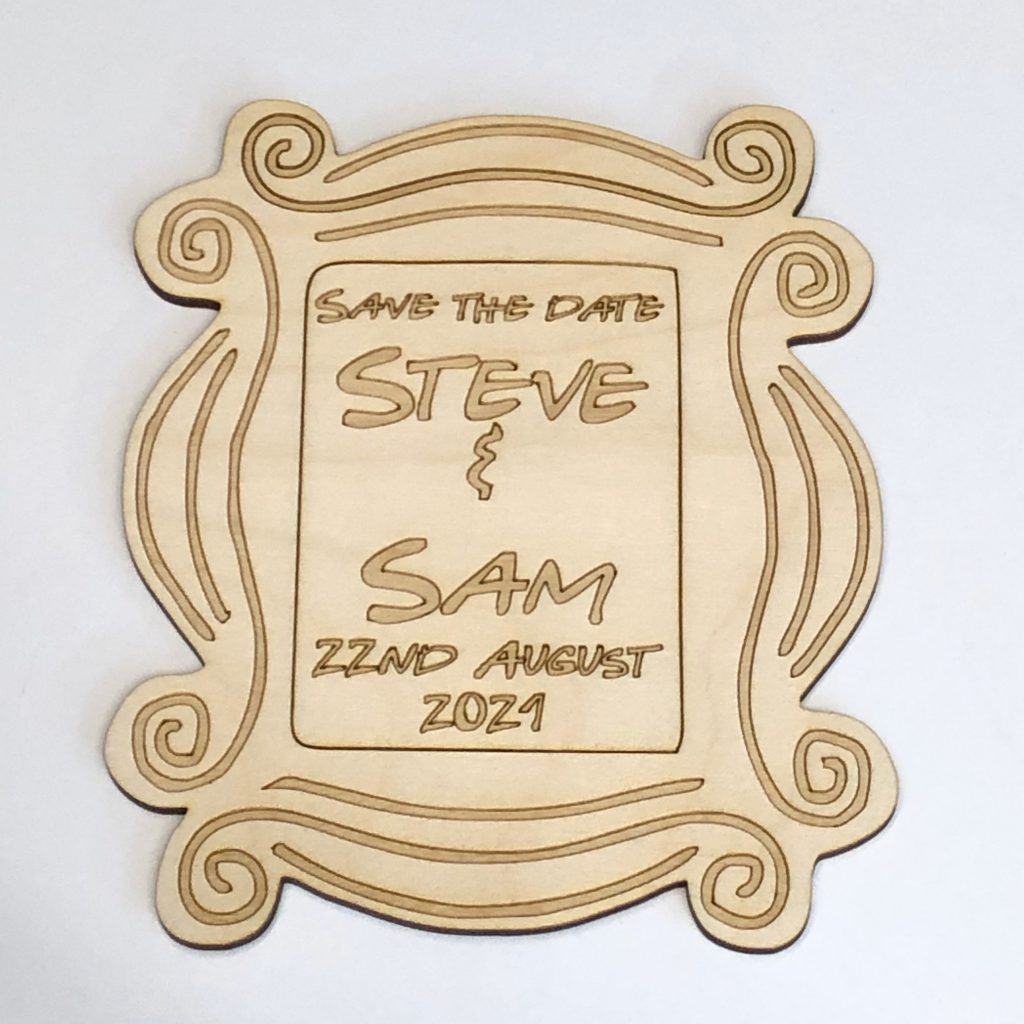 SAVE THE DATE
STEVE
&
SAM
22ND AUGUST
2021